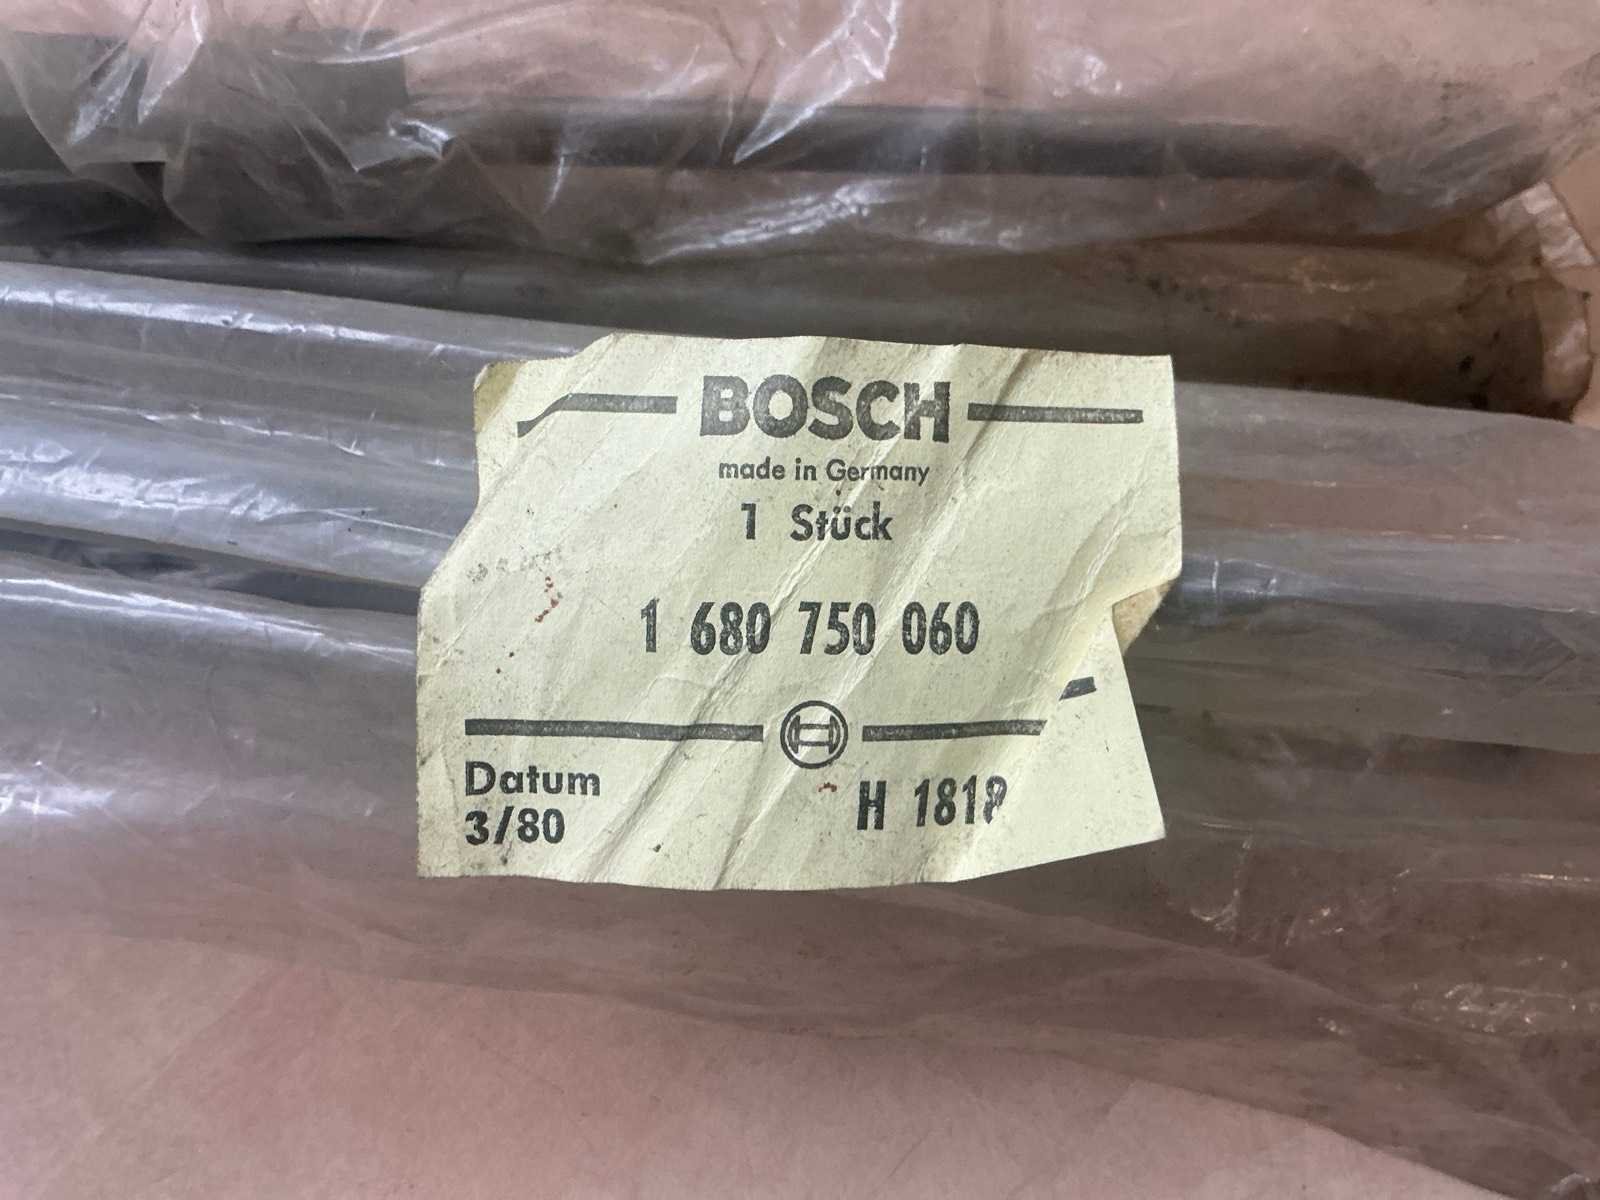 BOSCH
made in Germany
1 Stück
1 680 750 060
Datum
3/80
H 1818